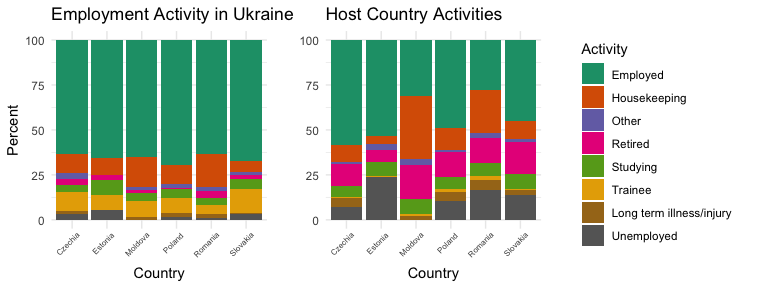 Employment Activity in Ukraine
Host Country Activities
Percent
100
75
50
25
0
Czechia
Estonia
Moldova
Poland
Romania
Slovakia
Country
100
75
50
25
0
Czechia
Estonia
Moldova
Poland
Romania
Slovakia
Country
Activity
Employed
Housekeeping
Other
Retired
Studying
Trainee
Long term illness/injury
Unemployed